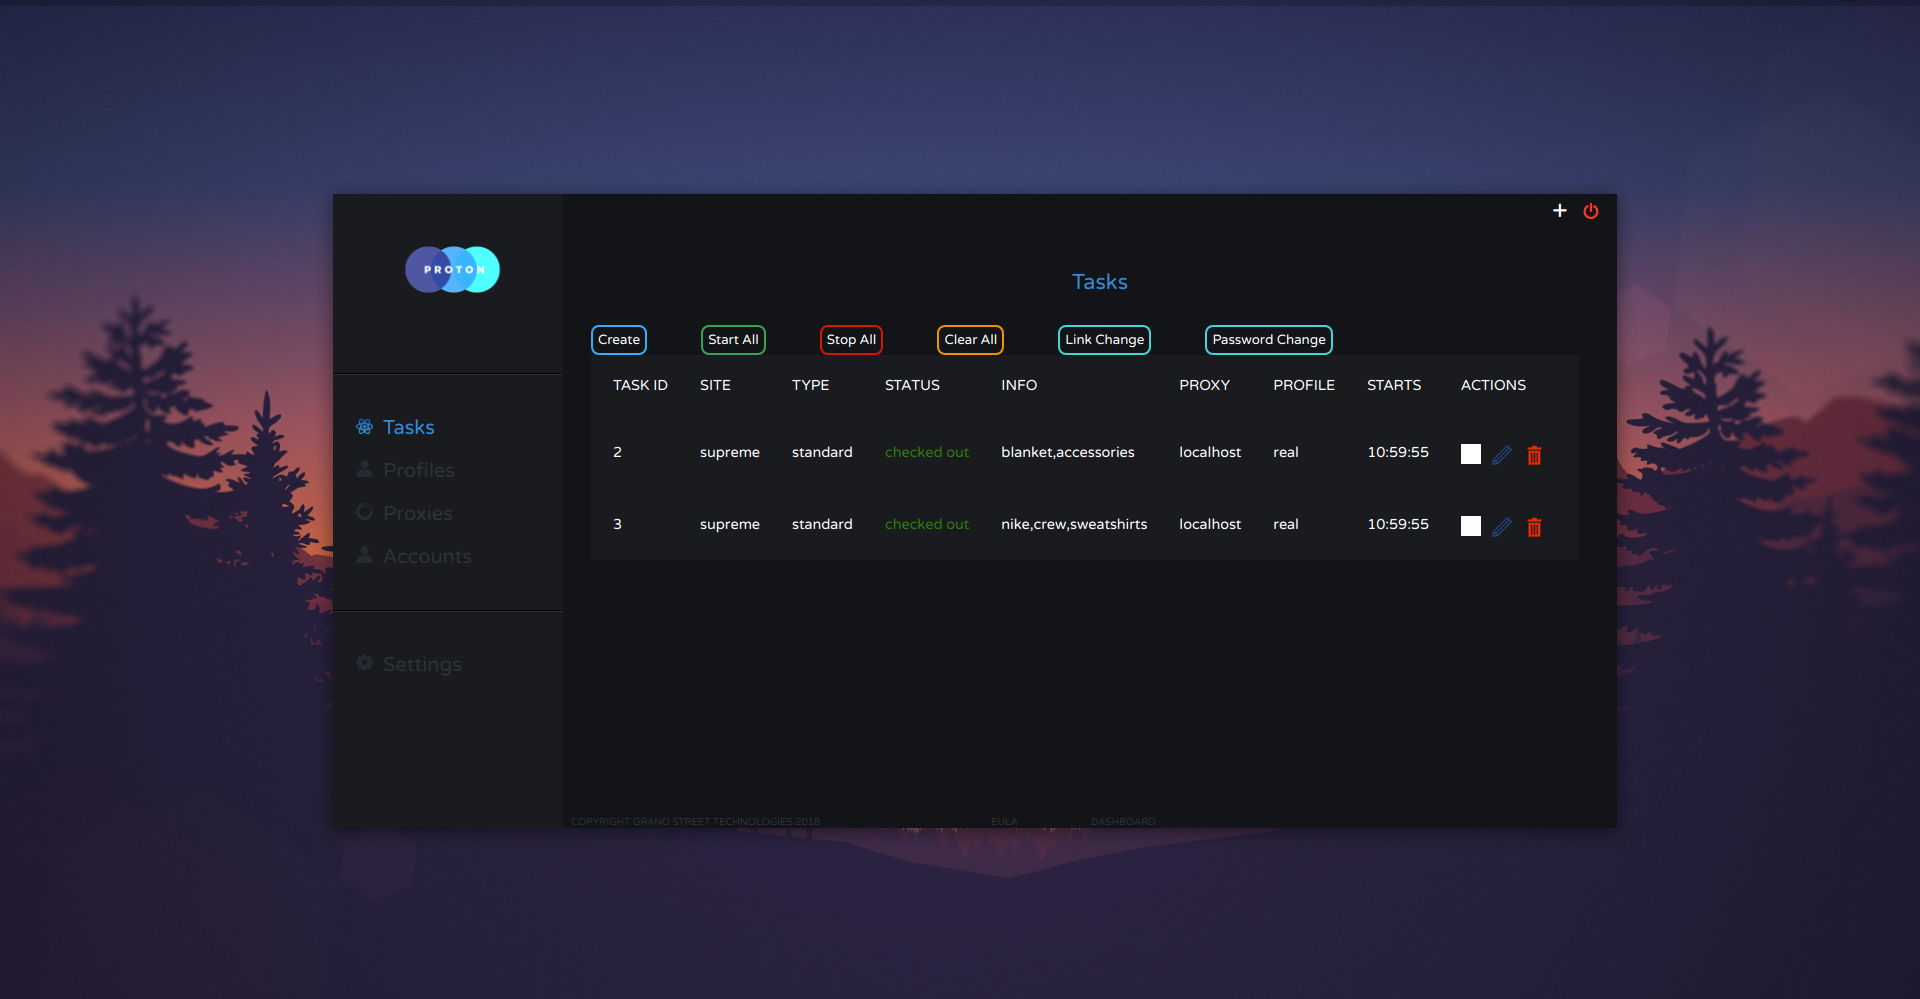 PROTON
Tasks
Profiles
Proxies
Accounts
Settings
Tasks
Create Start All Stop All Clear All Link Change Password Change
TASK ID SITE TYPE STATUS INFO PROXY PROFILE STARTS ACTIONS
2 supreme standard checked out blanket,accessories localhost real 10:59:55
3 supreme standard checked out nike,crew,sweatshirts localhost real 10:59:55
COPYRIGHT GRAND STREET TECHNOLOGIES 2018 EULA DASHBOARD